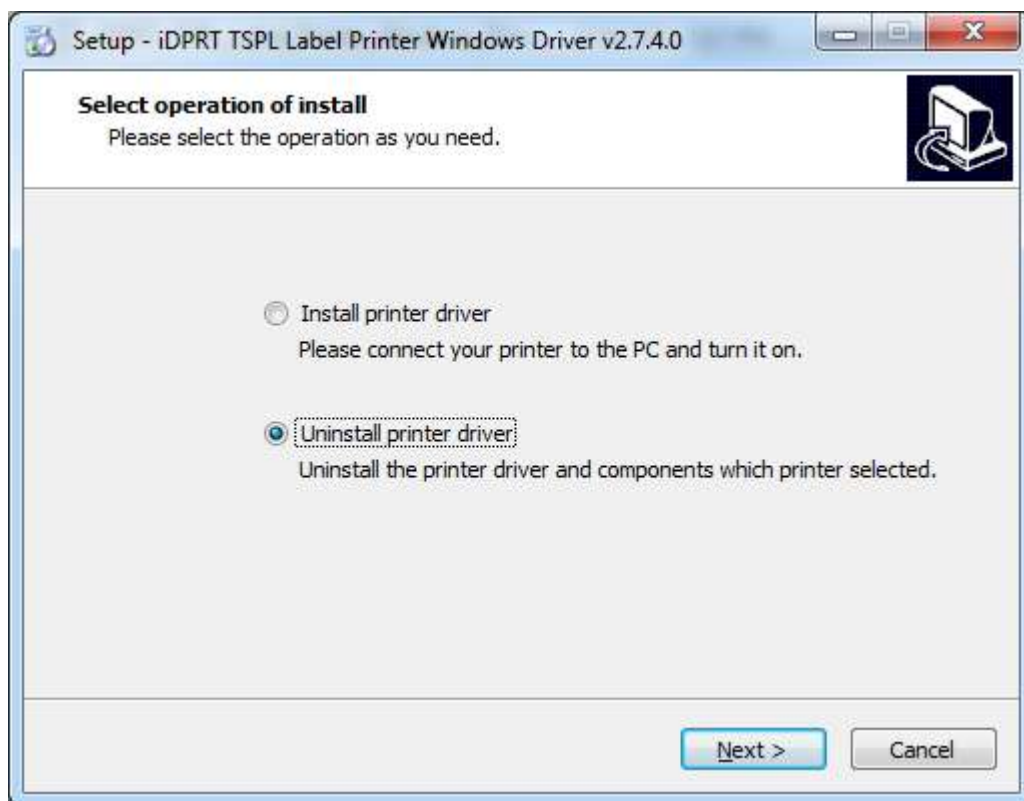 Setup - iDPRT TSPL Label Printer Windows Driver v2.7.4.0
Select operation of install
Please select the operation as you need.
Install printer driver
Please connect your printer to the PC and turn it on.
Uninstall printer driver
Uninstall the printer driver and components which printer selected.
Next >
Cancel